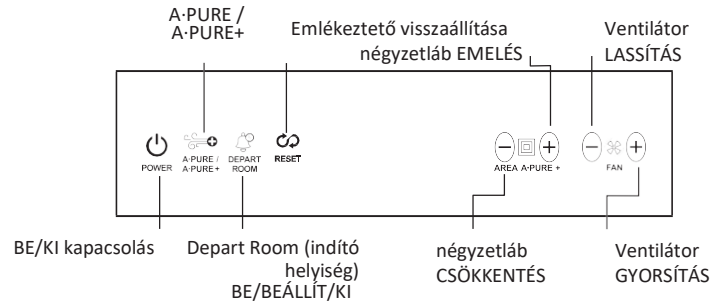 A·PURE /
A·PURE+
Emlékeztető visszaállítása
négyzetláb EMELÉS
Ventilátor
LASSÍTÁS
POWER
A·PURE /
A·PURE +
DEPART
ROOM
RESET
AREA A·PURE +
FAN
BE/KI kapacsolás
Depart Room (indító
helyiség)
BE/BEÁLLÍT/KI
négyzetláb
CSÖKKENTÉS
Ventilátor
GYORSÍTÁS